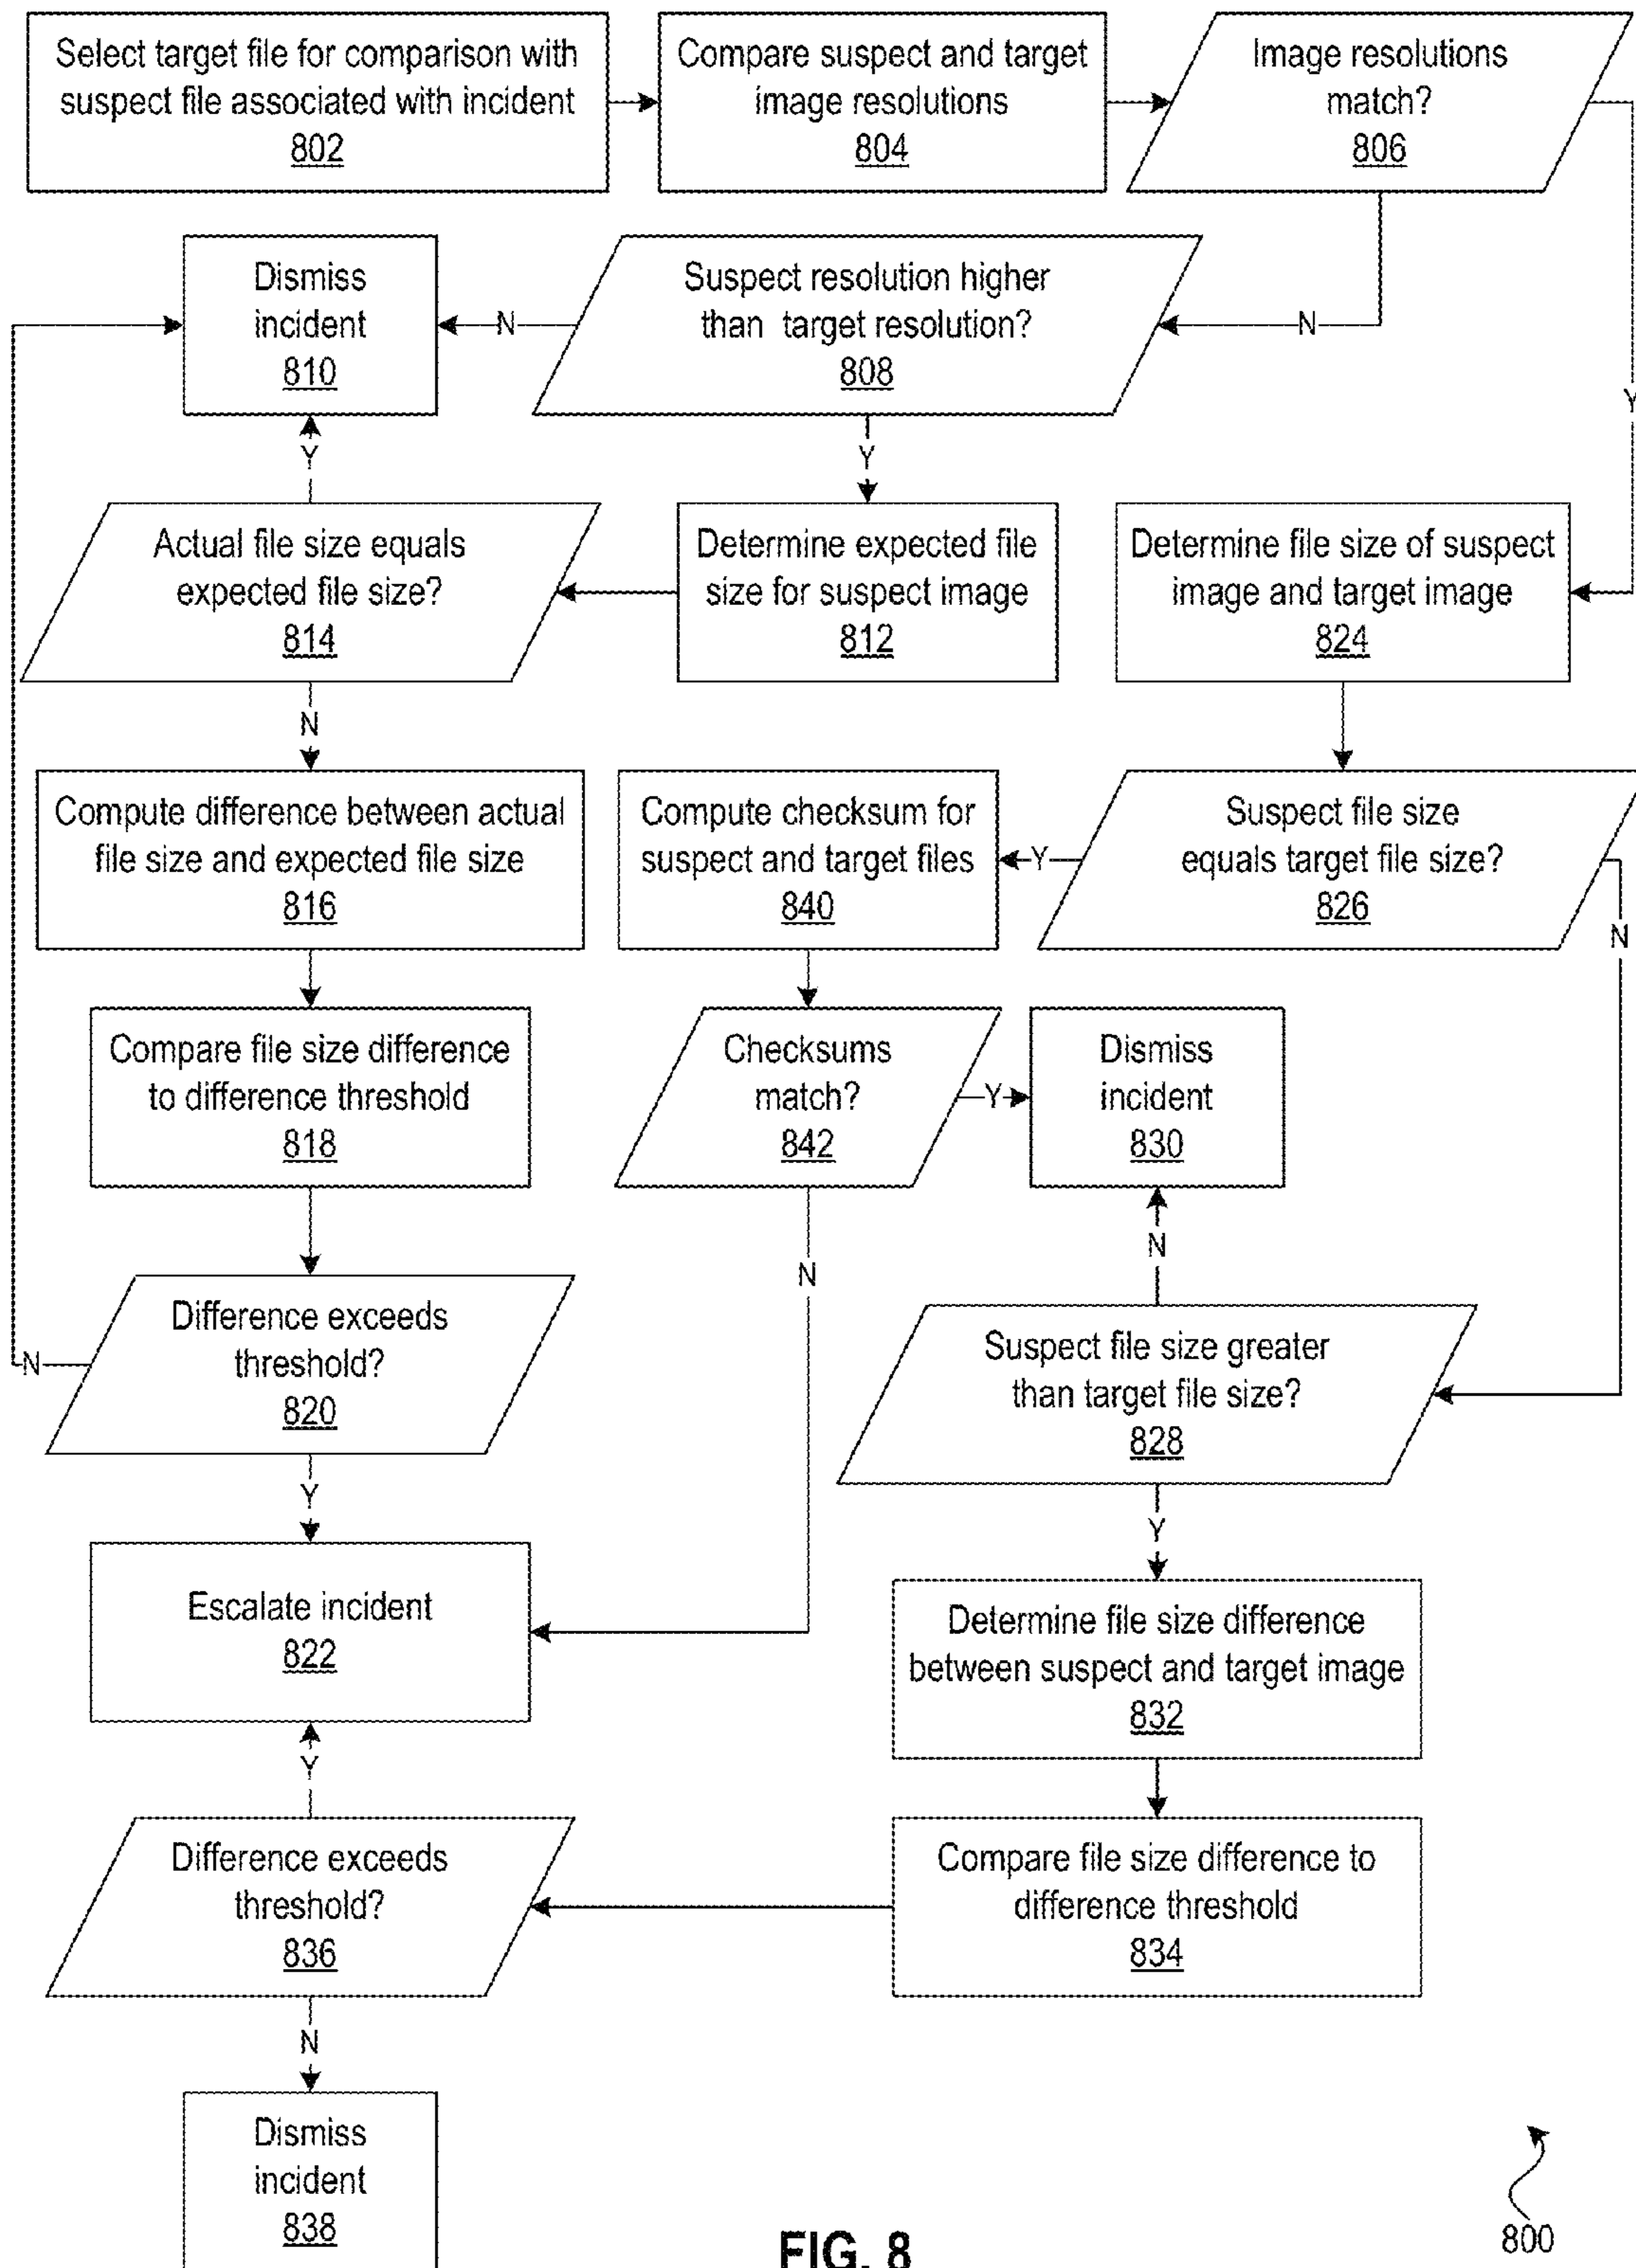 Select target file for comparison with
suspect file associated with incident
802
Compare suspect and target
image resolutions
804
Image resolutions
match?
806
Dismiss
incident
810
N
Suspect resolution higher
than target resolution?
808
N
Y
Y
Y
Actual file size equals
expected file size?
814
Determine expected file
size for suspect image
812
Determine file size of suspect
image and target image
824
N
Compute difference between actual
file size and expected file size
816
Compute checksum for
suspect and target files
840
Y
Suspect file size
equals target file size?
826
N
Compare file size difference
to difference threshold
818
Checksums
match?
842
Y
Dismiss
incident
830
N
N
Difference exceeds
threshold?
820
N
Suspect file size greater
than target file size?
828
Y
Y
Escalate incident
822
Determine file size difference
between suspect and target image
832
Y
Difference exceeds
threshold?
836
Compare file size difference to
difference threshold
834
N
Dismiss
incident
838
FIG. 8
800